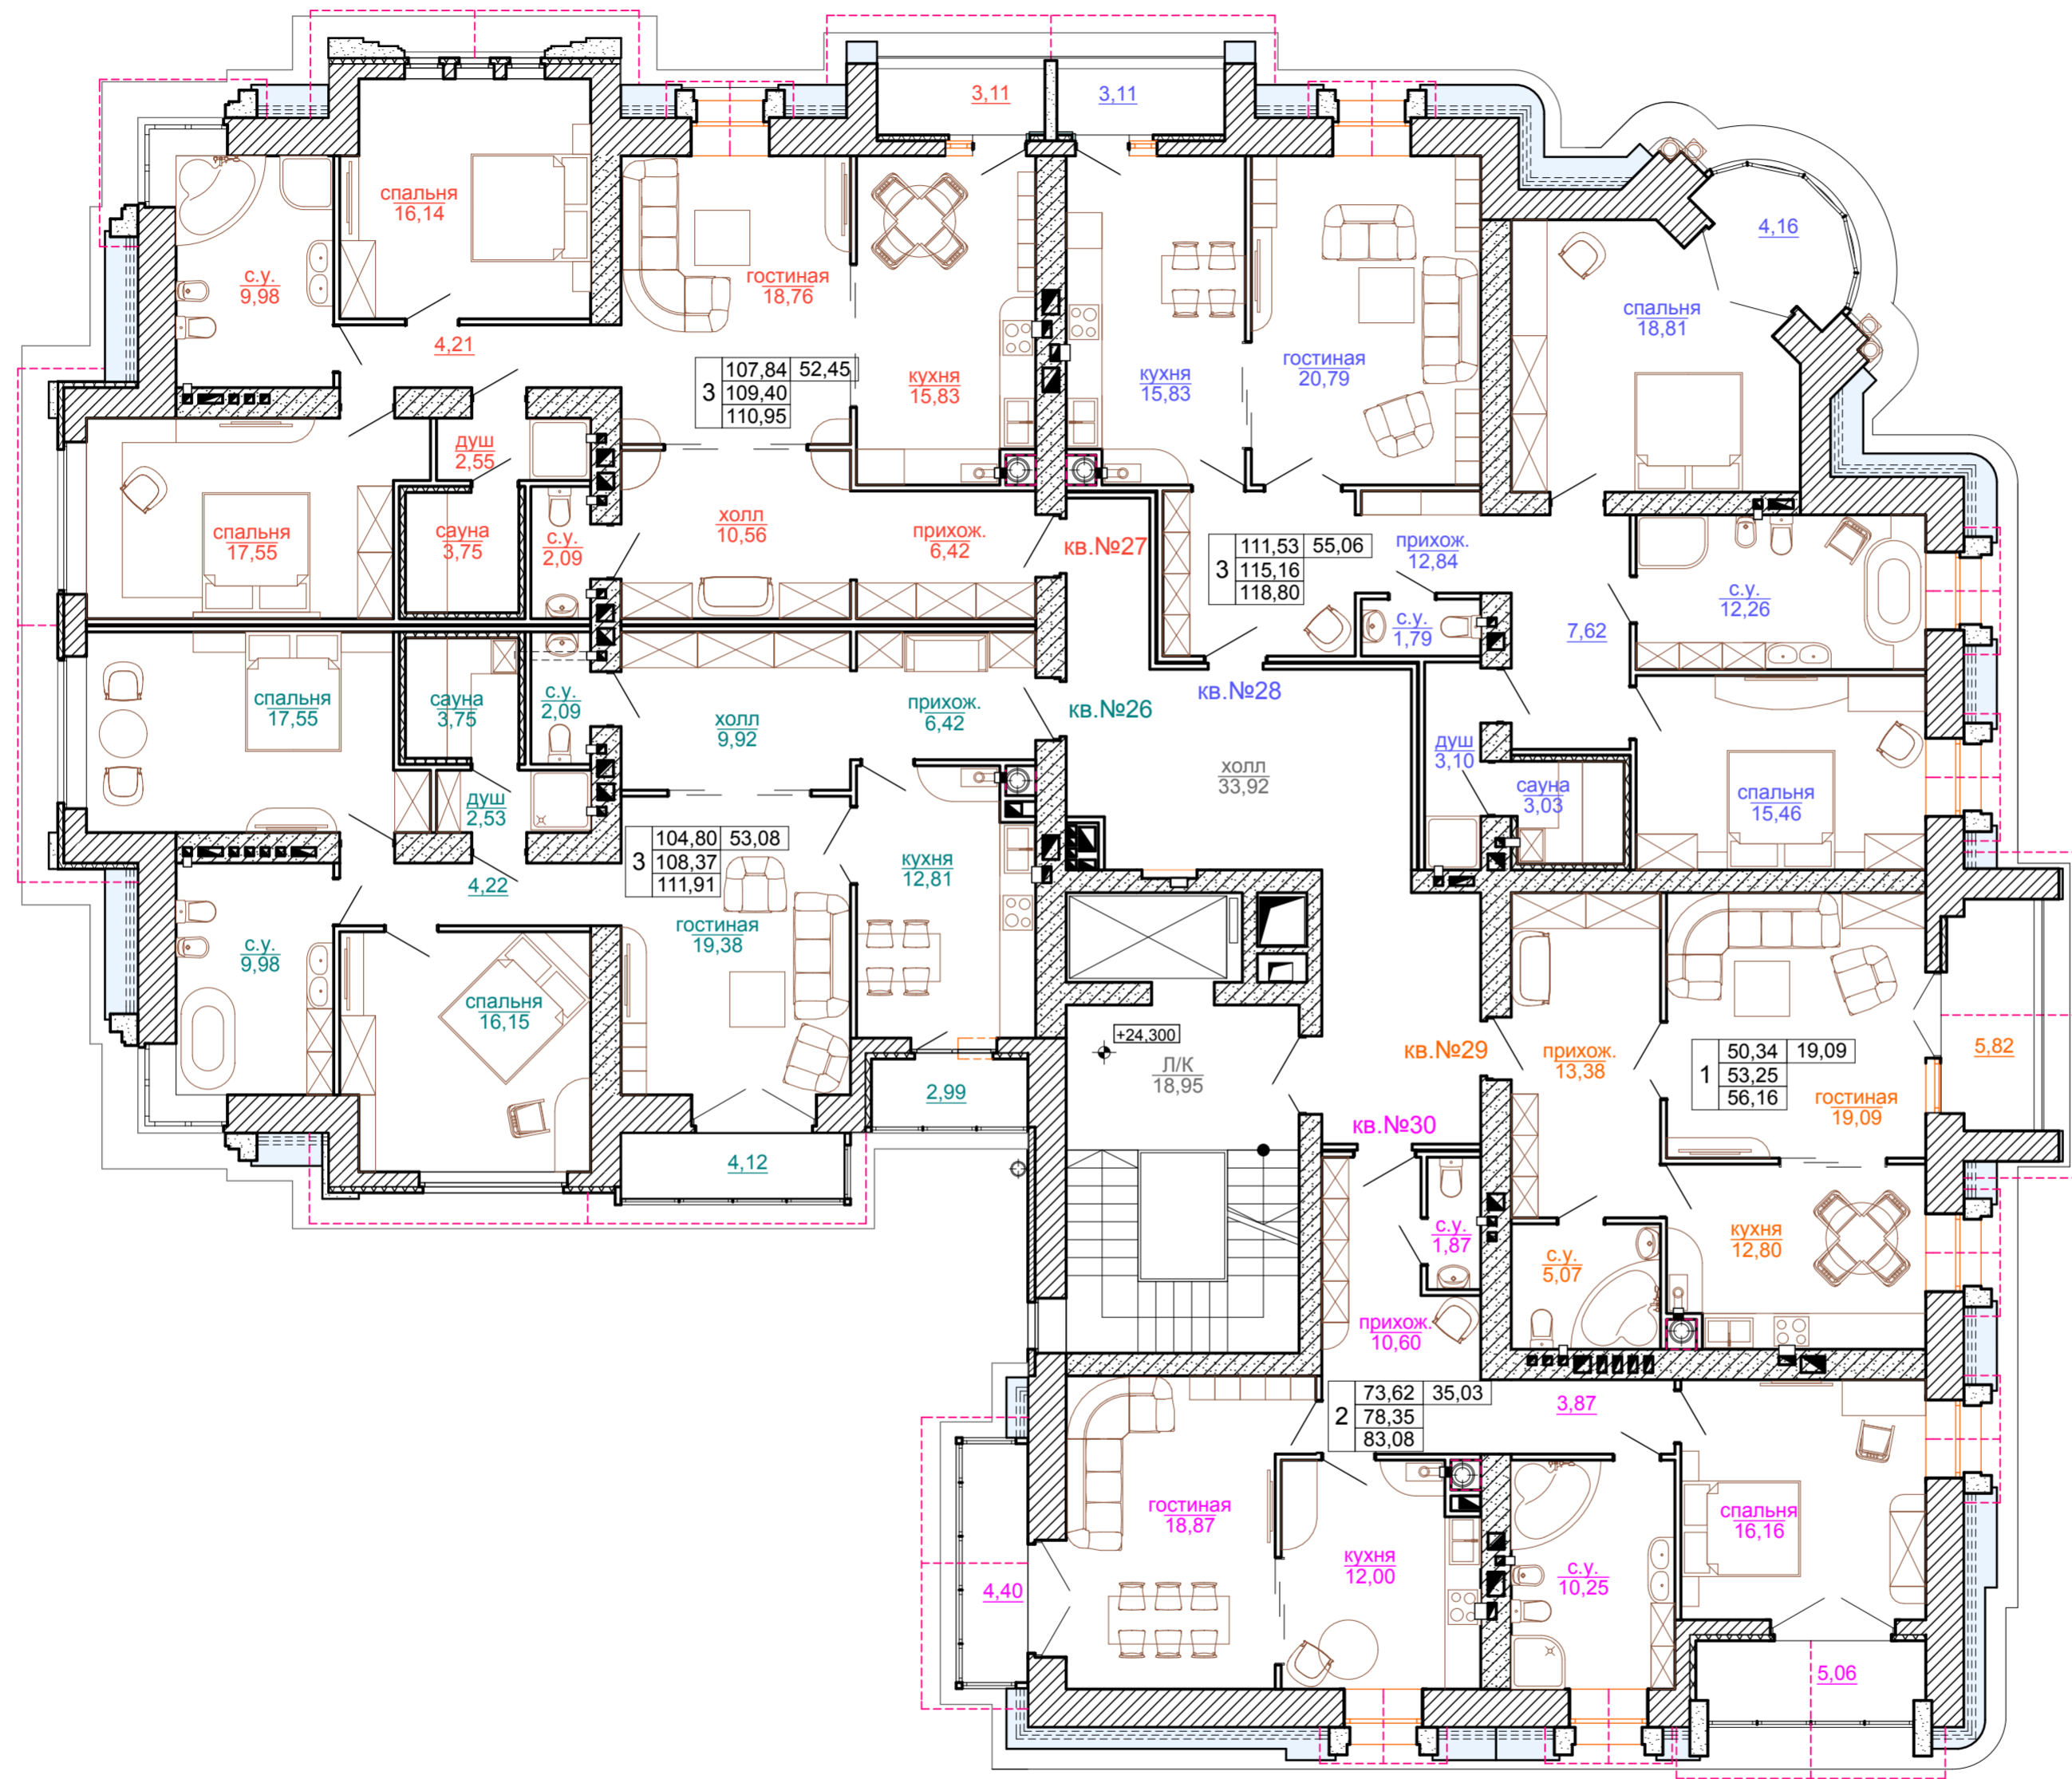 3,11
3,11
спальня
16,14
с.у.
9,98
гостиная
18,76
4,21
кухня
15,83
3
107,84 52,45
109,40
110,95
душ
2,55
спальня
17,55
сауна
3,75
с.у.
2,09
холл
10,56
прихож.
6,42
кв.№27
кухня
15,83
гостиная
20,79
спальня
18,81
4,16
3
111,53 55,06
115,16
118,80
прихож.
12,84
с.у.
1,79
7,62
с.у.
12,26
кв.№28
душ
3,10
сауна
3,03
спальня
15,46
спальня
17,55
сауна
3,75
с.у.
2,09
холл
9,92
прихож.
6,42
кв.№26
холл
33,92
душ
2,53
4,22
3
104,80 53,08
108,37
111,91
кухня
12,81
гостиная
19,38
с.у.
9,98
спальня
16,15
2,99
4,12
+24,300
Л/К
18,95
кв.№29
прихож.
13,38
1
50,34 19,09
53,25
56,16
гостиная
19,09
5,82
кухня
12,80
с.у.
5,07
кв.№30
с.у.
1,87
прихож.
10,60
2
73,62 35,03
78,35
83,08
3,87
гостиная
18,87
кухня
12,00
с.у.
10,25
спальня
16,16
4,40
5,06